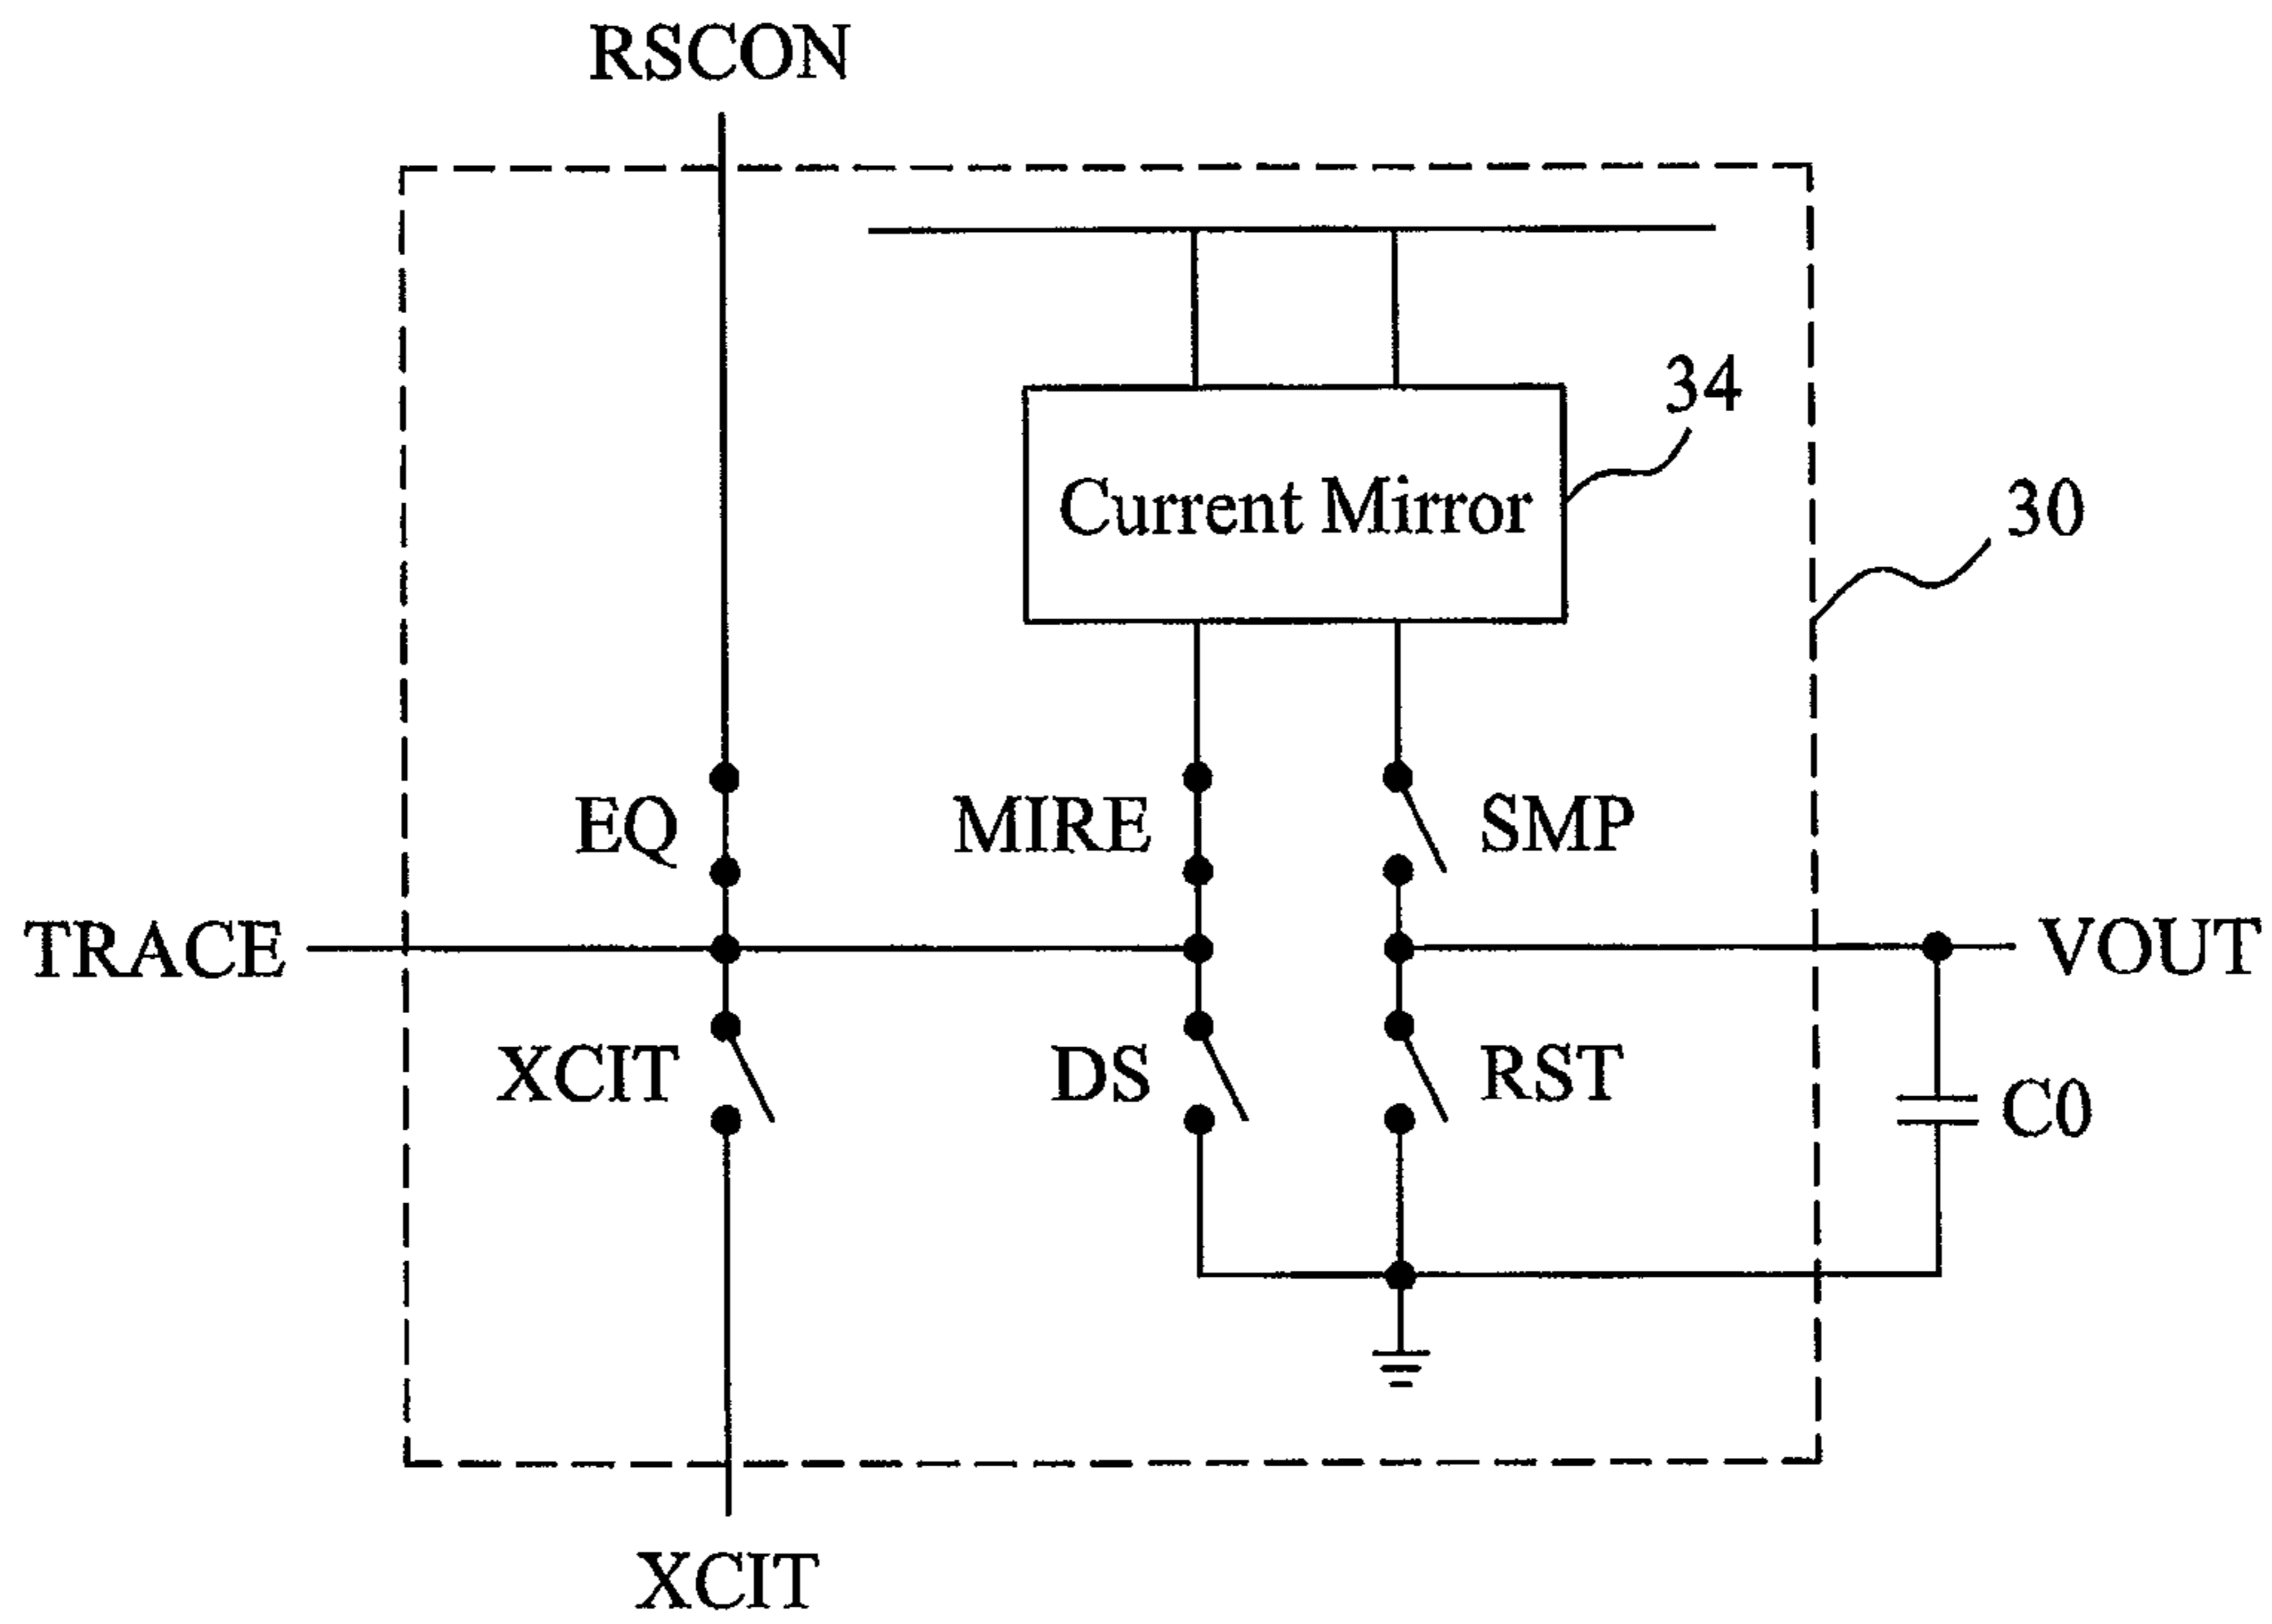 RSCON
34
Current Mirror
30
EQ
MIRE
SMP
TRACE
VOUT
XCIT
DS
RST
C0
XCIT